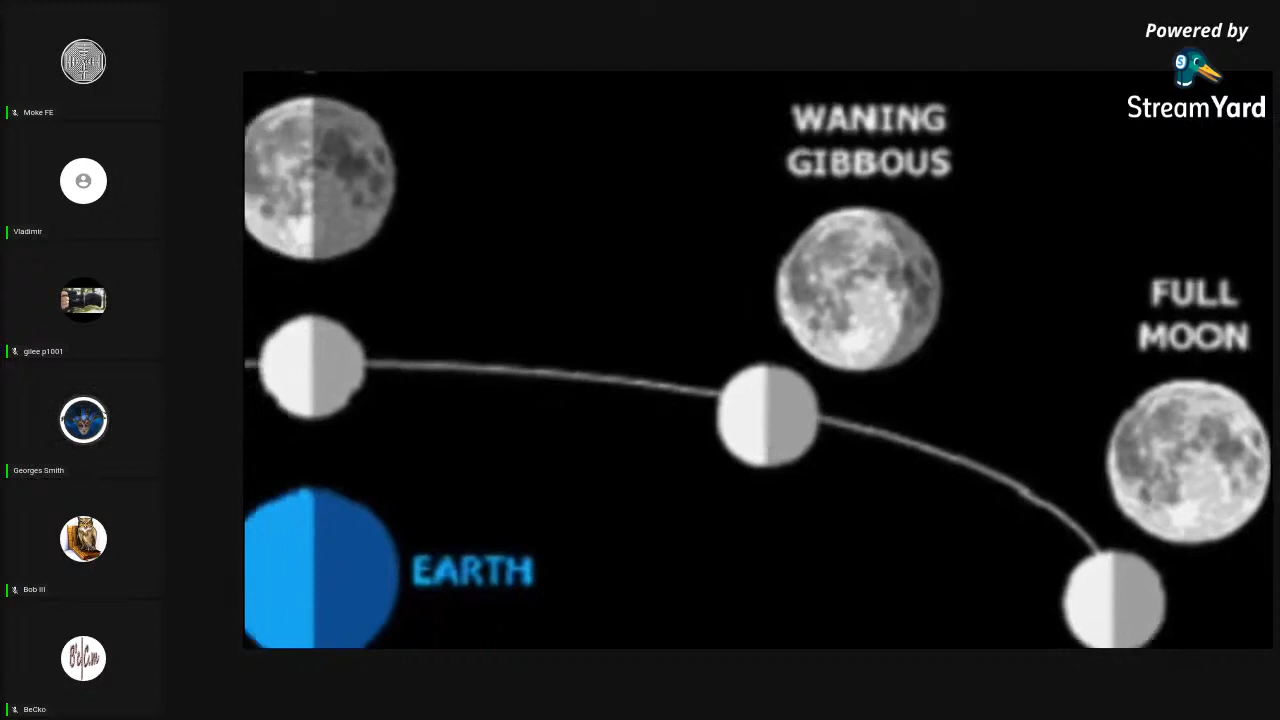 Moke FE
Vladimir
gilee p1001
Georges Smith
Bob III
BeCko
WANING
GIBBOUS
FULL
MOON
EARTH
Powered by
StreamYard